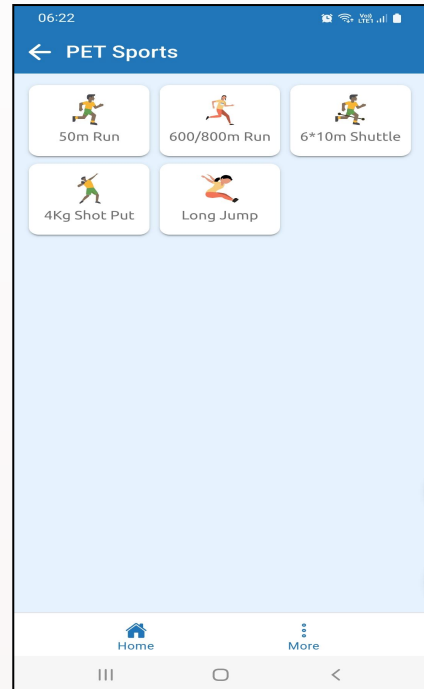 06:22
PET Sports
50m Run
600/800m Run
6*10m Shuttle
4Kg Shot Put
Long Jump
Home
More